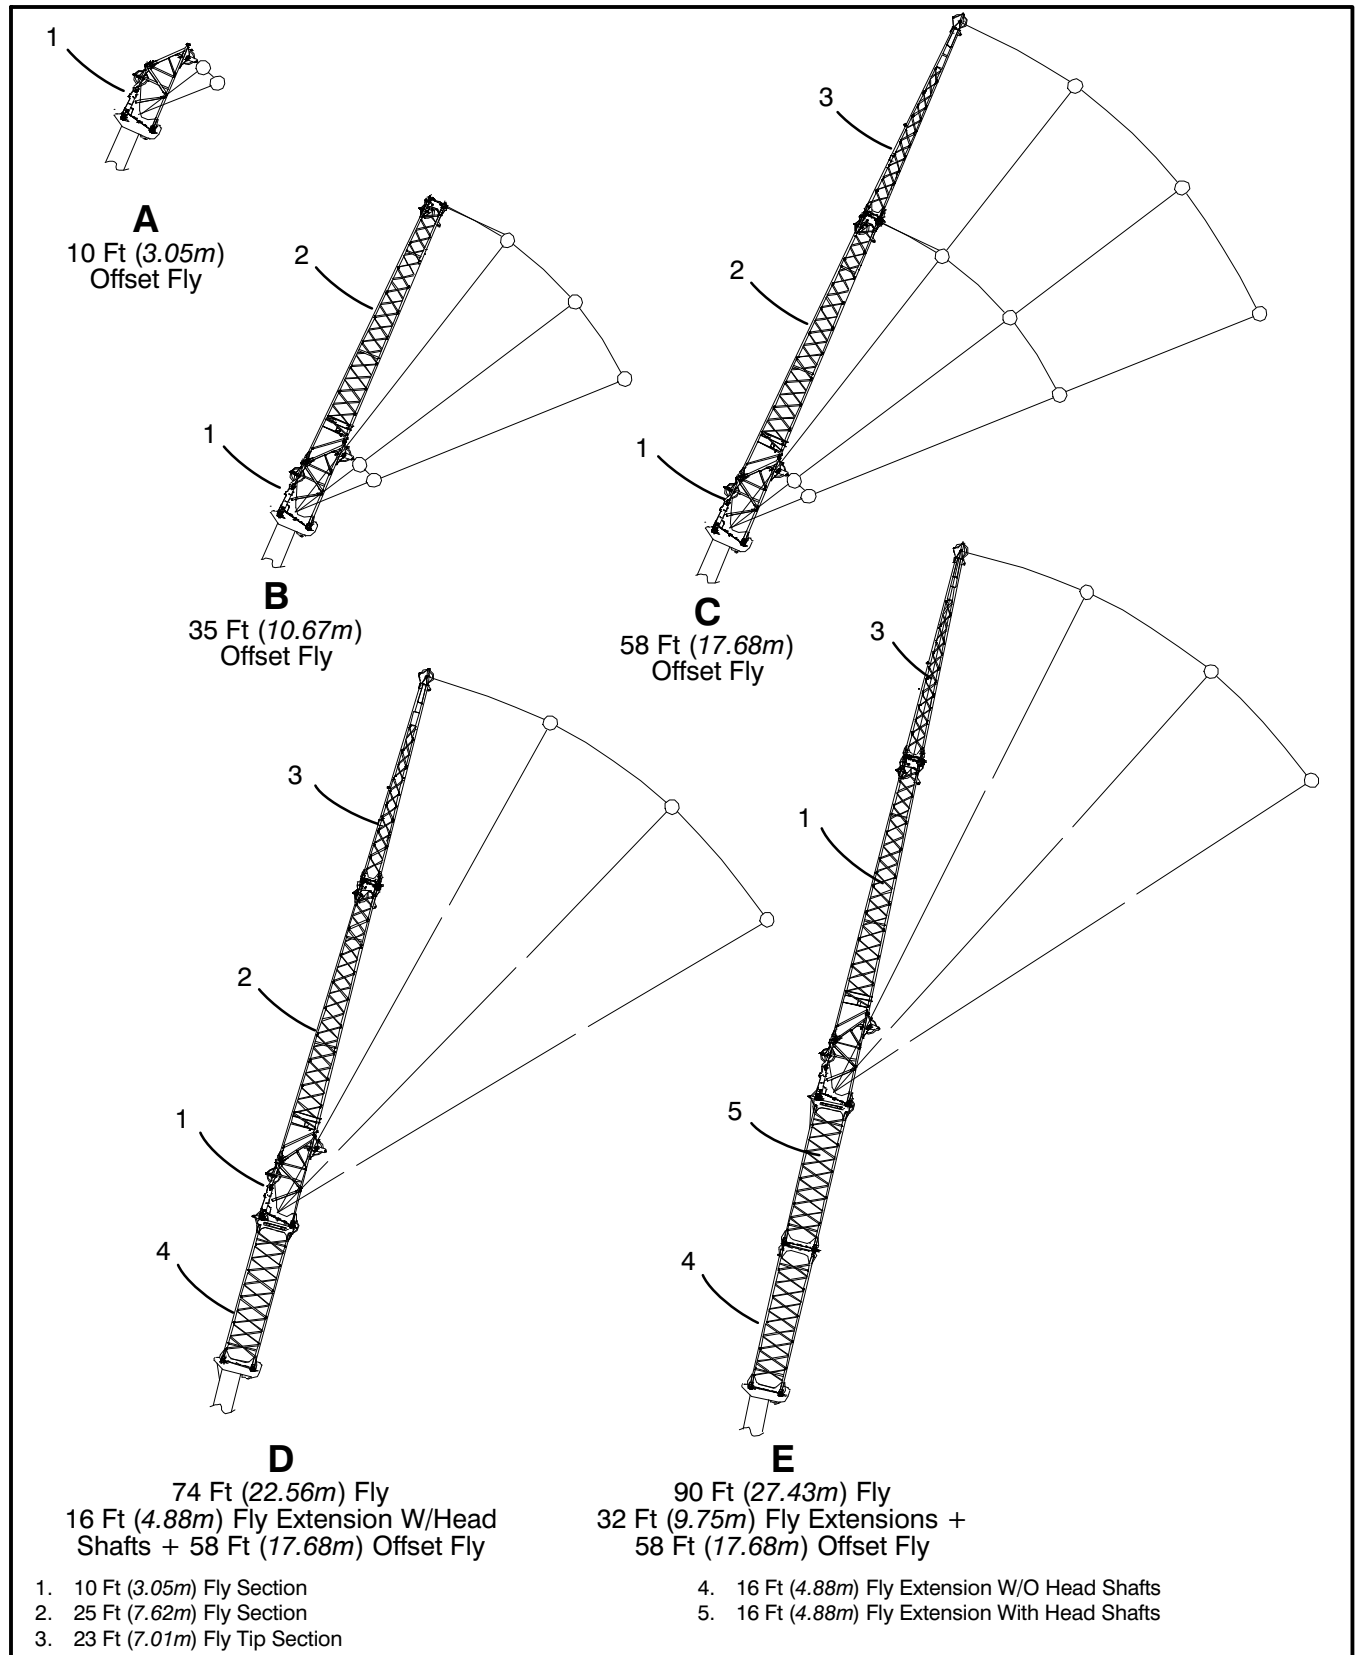 1
A
10 Ft (3.05m)
Offset Fly
2
1
B
35 Ft (10.67m)
Offset Fly
3
2
1
C
58 Ft (17.68m)
Offset Fly
3
2
1
4
D
74 Ft (22.56m) Fly
16 Ft (4.88m) Fly Extension W/Head
Shafts + 58 Ft (17.68m) Offset Fly
3
1
5
4
E
90 Ft (27.43m) Fly
32 Ft (9.75m) Fly Extensions +
58 Ft (17.68m) Offset Fly
1. 10 Ft (3.05m) Fly Section
2. 25 Ft (7.62m) Fly Section
3. 23 Ft (7.01m) Fly Tip Section
4. 16 Ft (4.88m) Fly Extension W/O Head Shafts
5. 16 Ft (4.88m) Fly Extension With Head Shafts